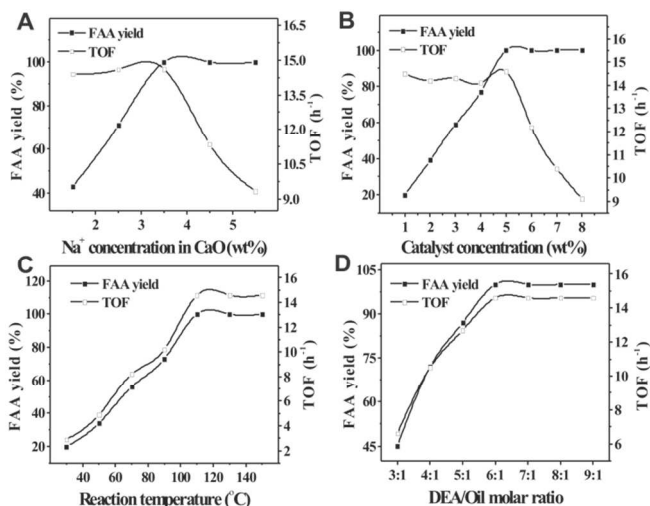 A
FAA yield
TOF
FAA yield (%)
100
80
60
40
TOF (h⁻¹)
16.5
15.0
13.5
12.0
10.5
9.0
2 3 4 5
Na⁺ concentration in CaO (wt%)
B
FAA yield
TOF
FAA yield (%)
100
80
60
40
20
TOF (h⁻¹)
16
15
14
13
12
11
10
9
1 2 3 4 5 6 7 8
Catalyst concentration (wt%)
C
FAA yield
TOF
FAA yield (%)
120
100
80
60
40
20
TOF (h⁻¹)
16
14
12
10
8
6
4
2
20 40 60 80 100 120 140 160
Reaction temperature (°C)
D
FAA yield
TOF
FAA yield (%)
105
90
75
60
45
TOF (h⁻¹)
16
14
12
10
8
6
3:1 4:1 5:1 6:1 7:1 8:1 9:1
DEA/Oil molar ratio